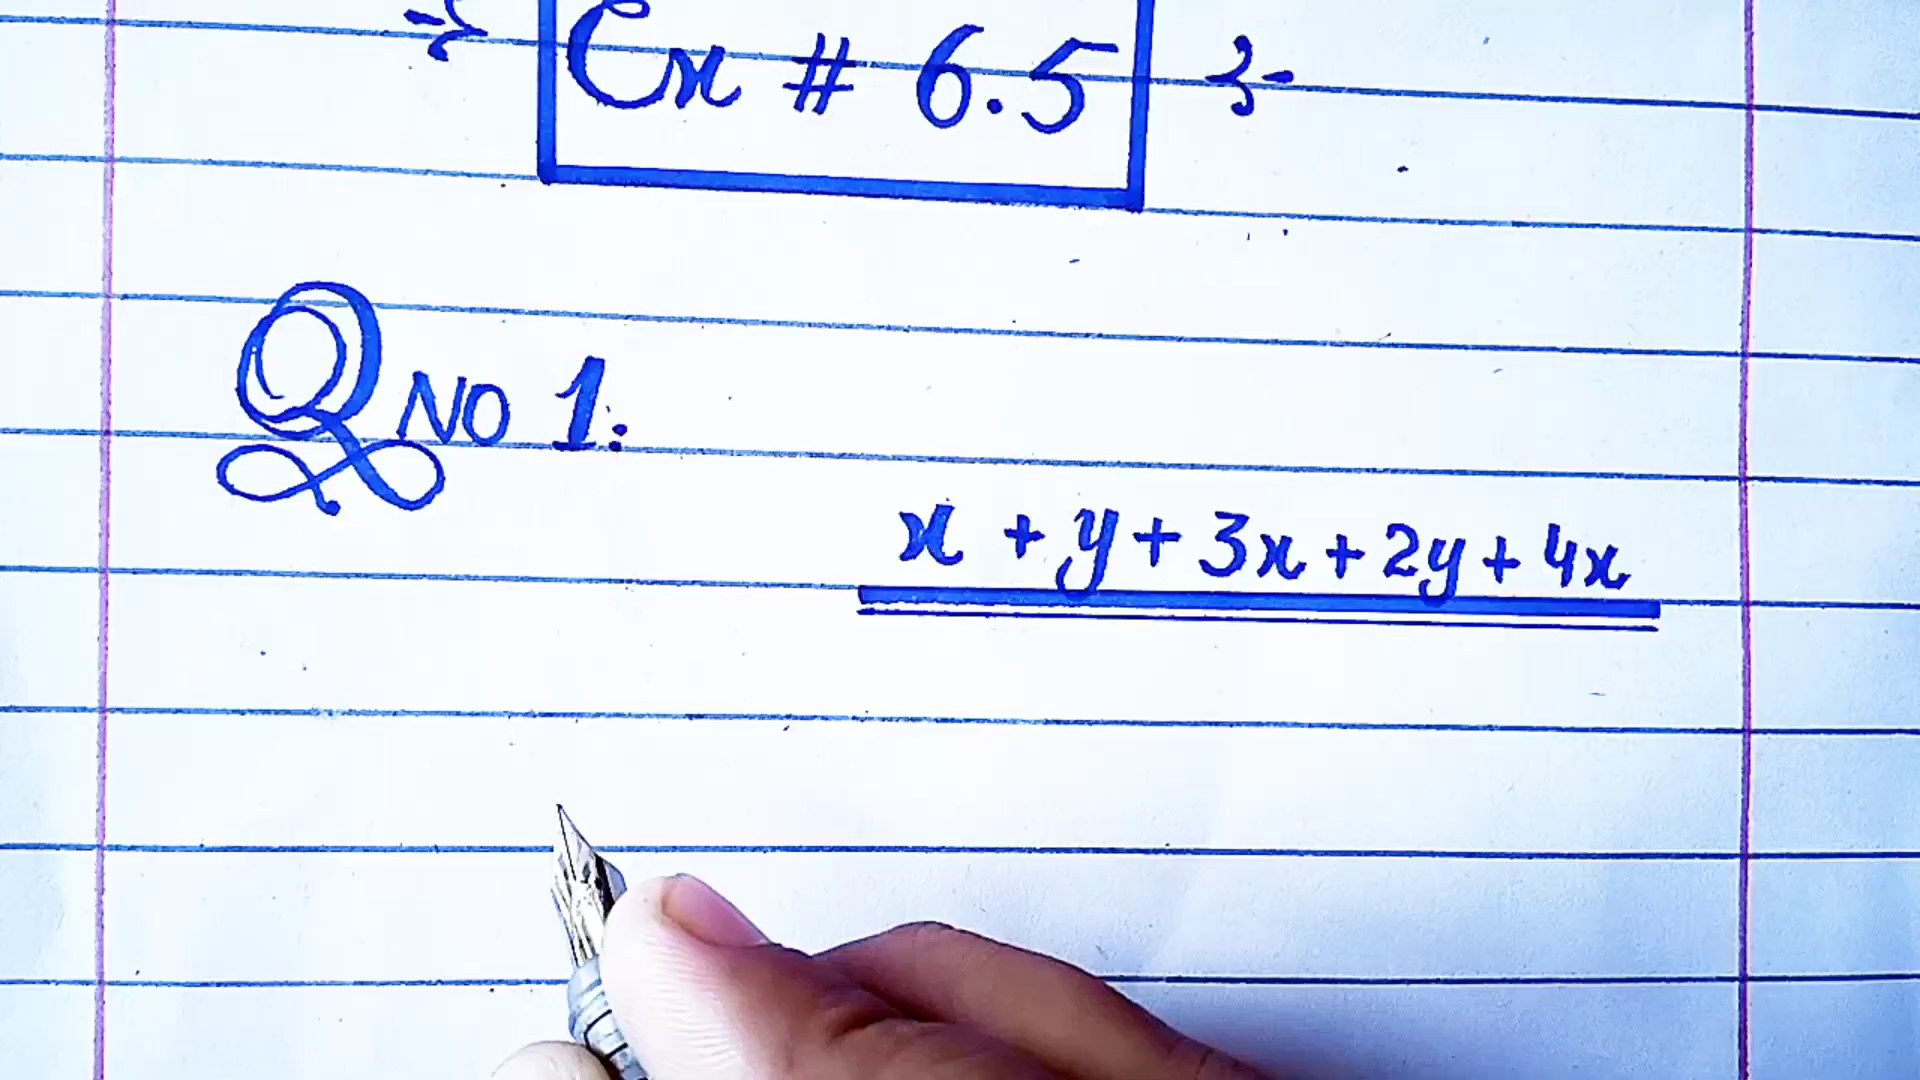 Ex # 6.5
Q NO 1:
x + y + 3x + 2y + 4x